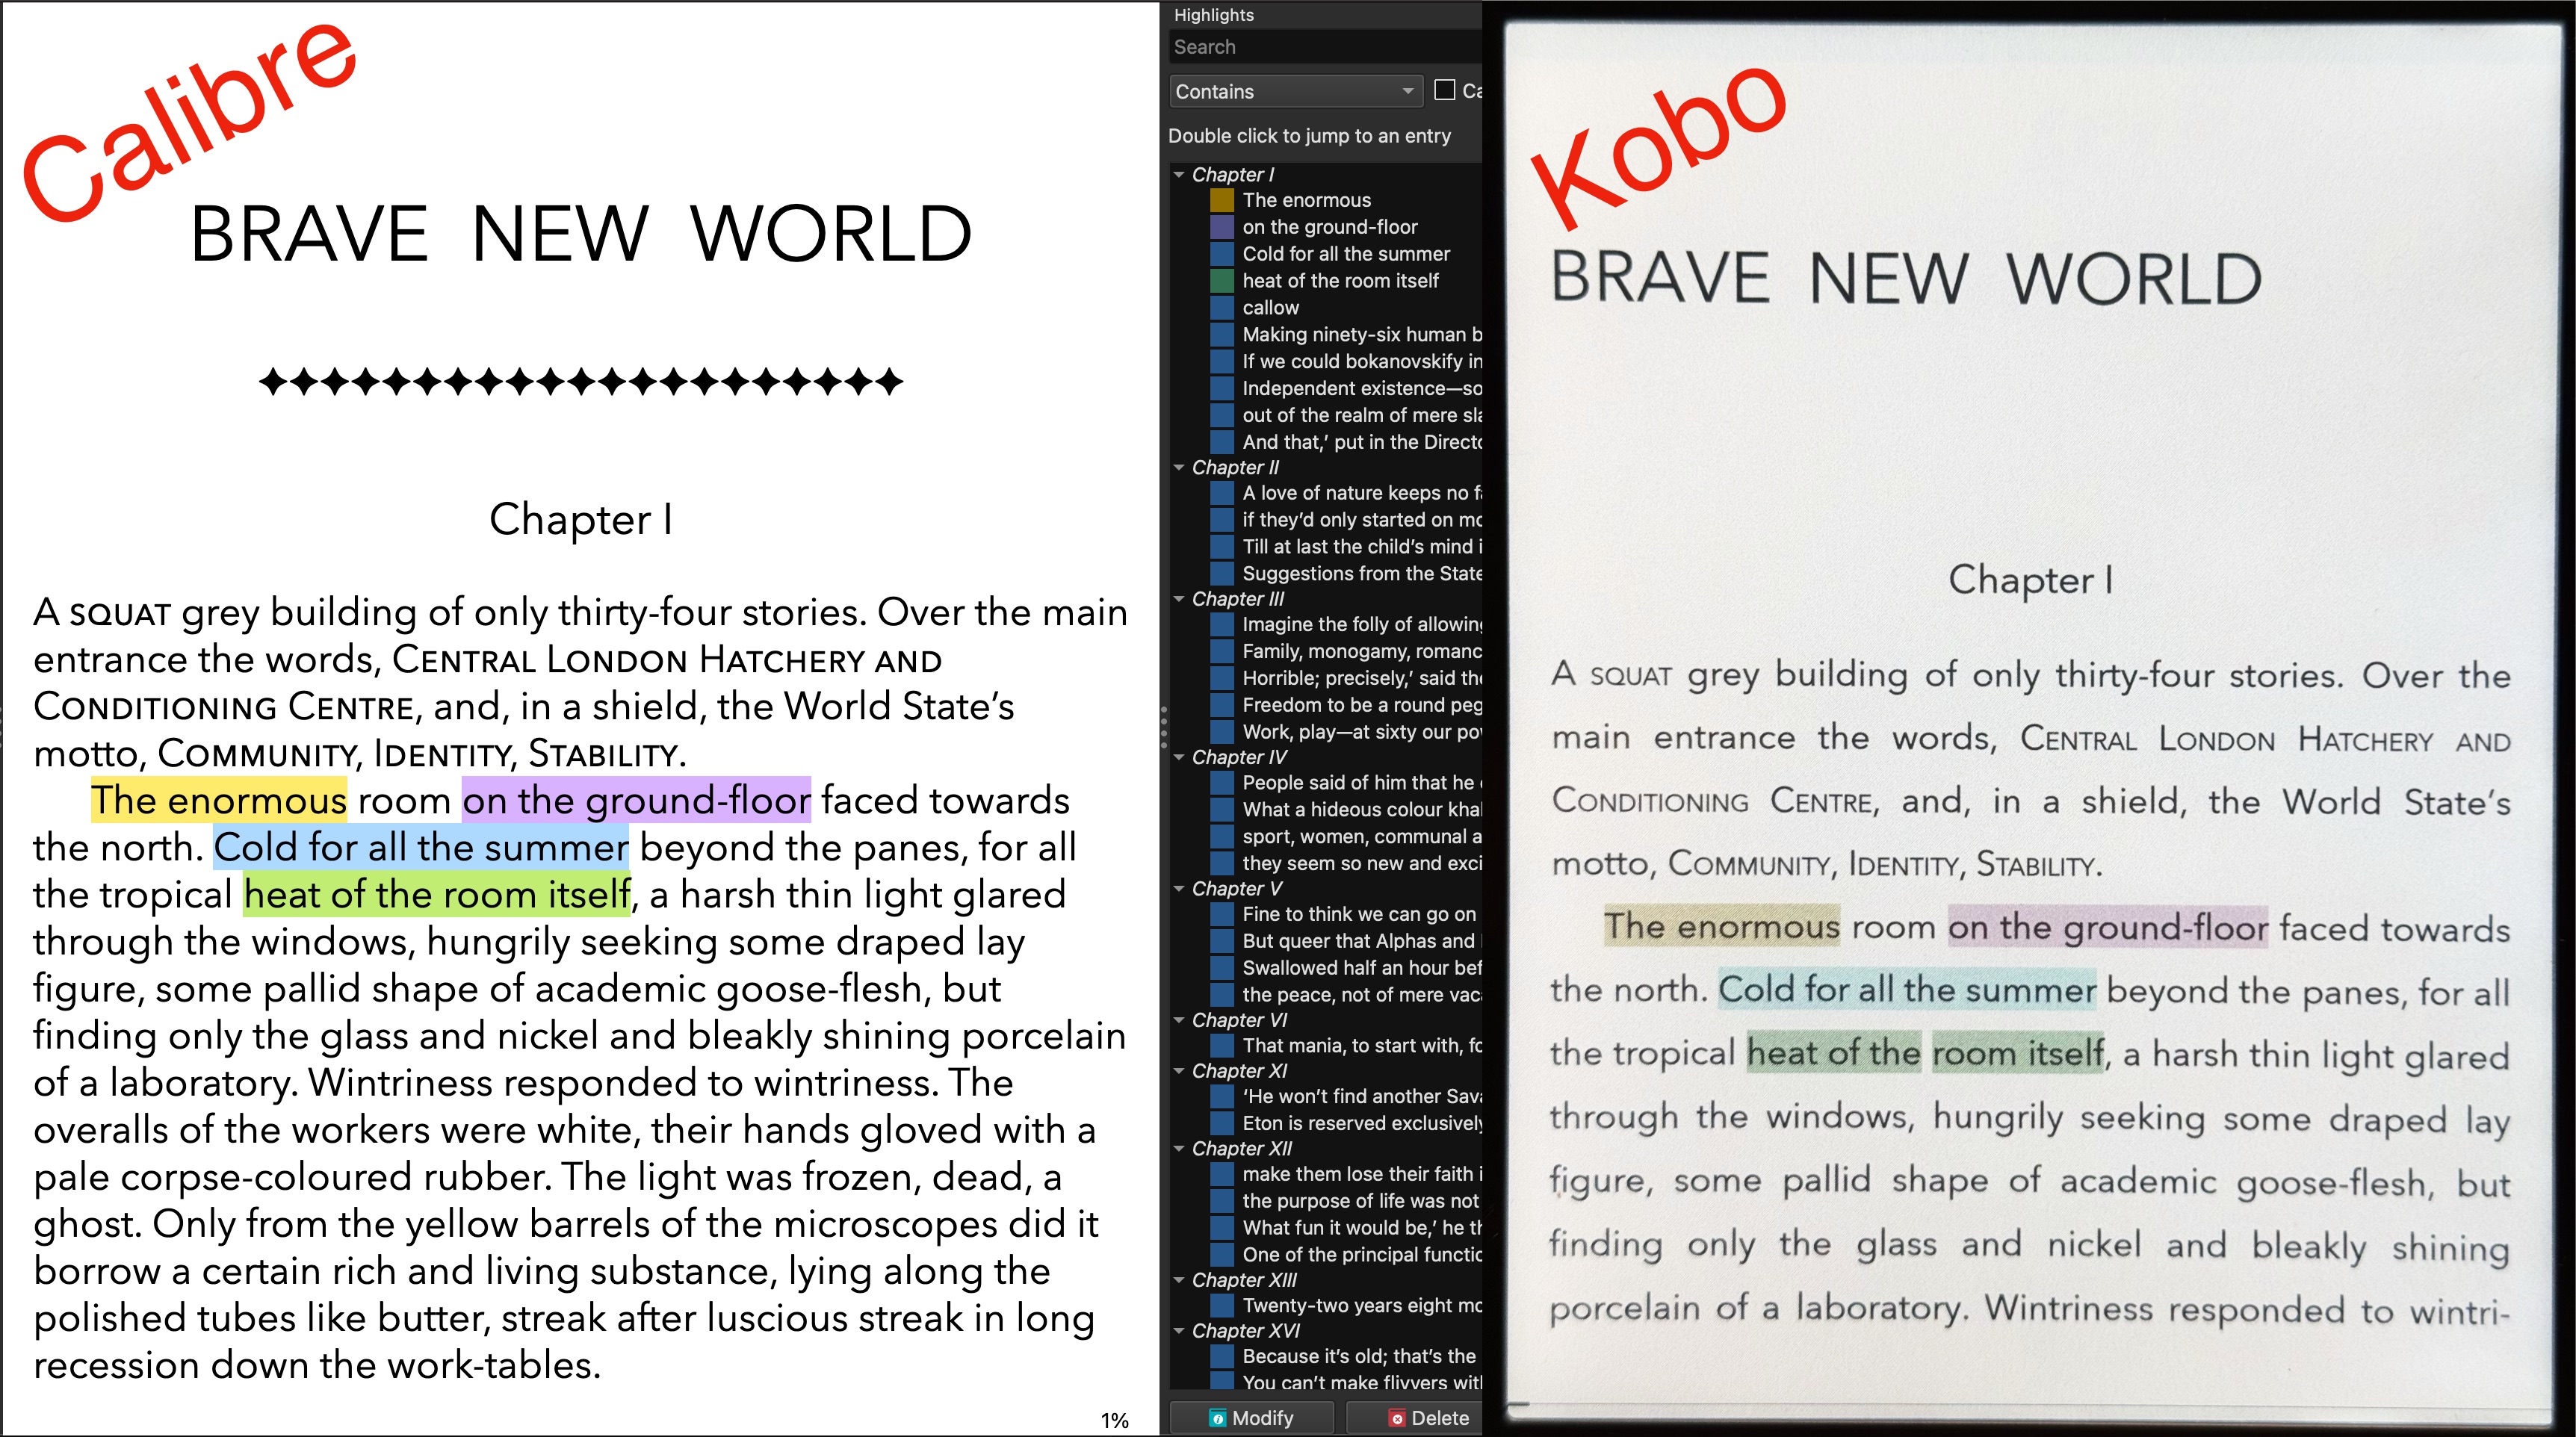 Calibre
BRAVE NEW WORLD
Chapter I
A SQUAT grey building of only thirty-four stories. Over the main
entrance the words, CENTRAL LONDON HATCHERY AND
CONDITIONING CENTRE, and, in a shield, the World State’s
motto, COMMUNITY, IDENTITY, STABILITY.
The enormous room on the ground-floor faced towards
the north. Cold for all the summer beyond the panes, for all
the tropical heat of the room itself, a harsh thin light glared
through the windows, hungrily seeking some draped lay
figure, some pallid shape of academic goose-flesh, but
finding only the glass and nickel and bleakly shining porcelain
of a laboratory. Wintriness responded to wintriness. The
overalls of the workers were white, their hands gloved with a
pale corpse-coloured rubber. The light was frozen, dead, a
ghost. Only from the yellow barrels of the microscopes did it
borrow a certain rich and living substance, lying along the
polished tubes like butter, streak after luscious streak in long
recession down the work-tables.
1%
Highlights
Search
Contains
Ca
Double click to jump to an entry
Chapter I
The enormous
on the ground-floor
Cold for all the summer
heat of the room itself
callow
Making ninety-six human b
If we could bokanovskify in
Independent existence—so
out of the realm of mere sla
And that,’ put in the Directo
Chapter II
A love of nature keeps no fa
if they’d only started on mo
Till at last the child’s mind i
Suggestions from the State
Chapter III
Imagine the folly of allowing
Family, monogamy, romanc
Horrible; precisely,’ said the
Freedom to be a round peg
Work, play—at sixty our pow
Chapter IV
People said of him that he
What a hideous colour khak
sport, women, communal a
they seem so new and exci
Chapter V
Fine to think we can go on
But queer that Alphas and
Swallowed half an hour bef
the peace, not of mere vaca
Chapter VI
That mania, to start with, fo
Chapter XI
‘He won’t find another Sava
Eton is reserved exclusively
Chapter XII
make them lose their faith i
the purpose of life was not
What fun it would be,’ he th
One of the principal functio
Chapter XIII
Twenty-two years eight mo
Chapter XVI
Because it’s old; that’s the
You can’t make flivvers with
Modify
Delete
Kobo
BRAVE NEW WORLD
Chapter I
A SQUAT grey building of only thirty-four stories. Over the
main entrance the words, CENTRAL LONDON HATCHERY AND
CONDITIONING CENTRE, and, in a shield, the World State’s
motto, COMMUNITY, IDENTITY, STABILITY.
The enormous room on the ground-floor faced towards
the north. Cold for all the summer beyond the panes, for all
the tropical heat of the room itself, a harsh thin light glared
through the windows, hungrily seeking some draped lay
figure, some pallid shape of academic goose-flesh, but
finding only the glass and nickel and bleakly shining
porcelain of a laboratory. Wintriness responded to wintri-